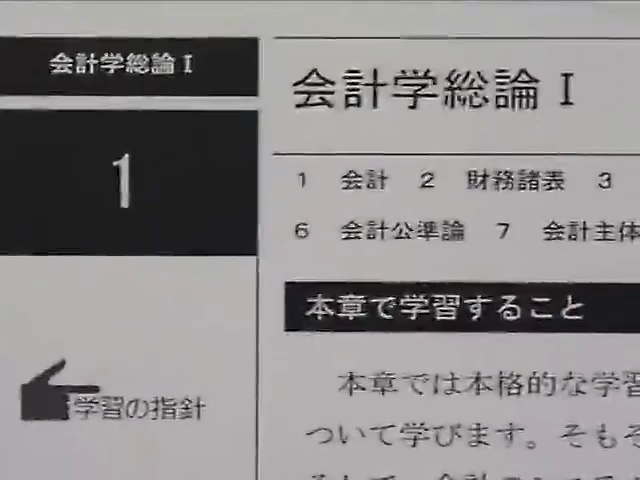 会計学総論 I
1
学習の指針
会計学総論 I
1 会計 2 財務諸表 3
6 会計公準論 7 会計主体
本章で学習すること
本章では本格的な学習
ついて学びます。そもそ